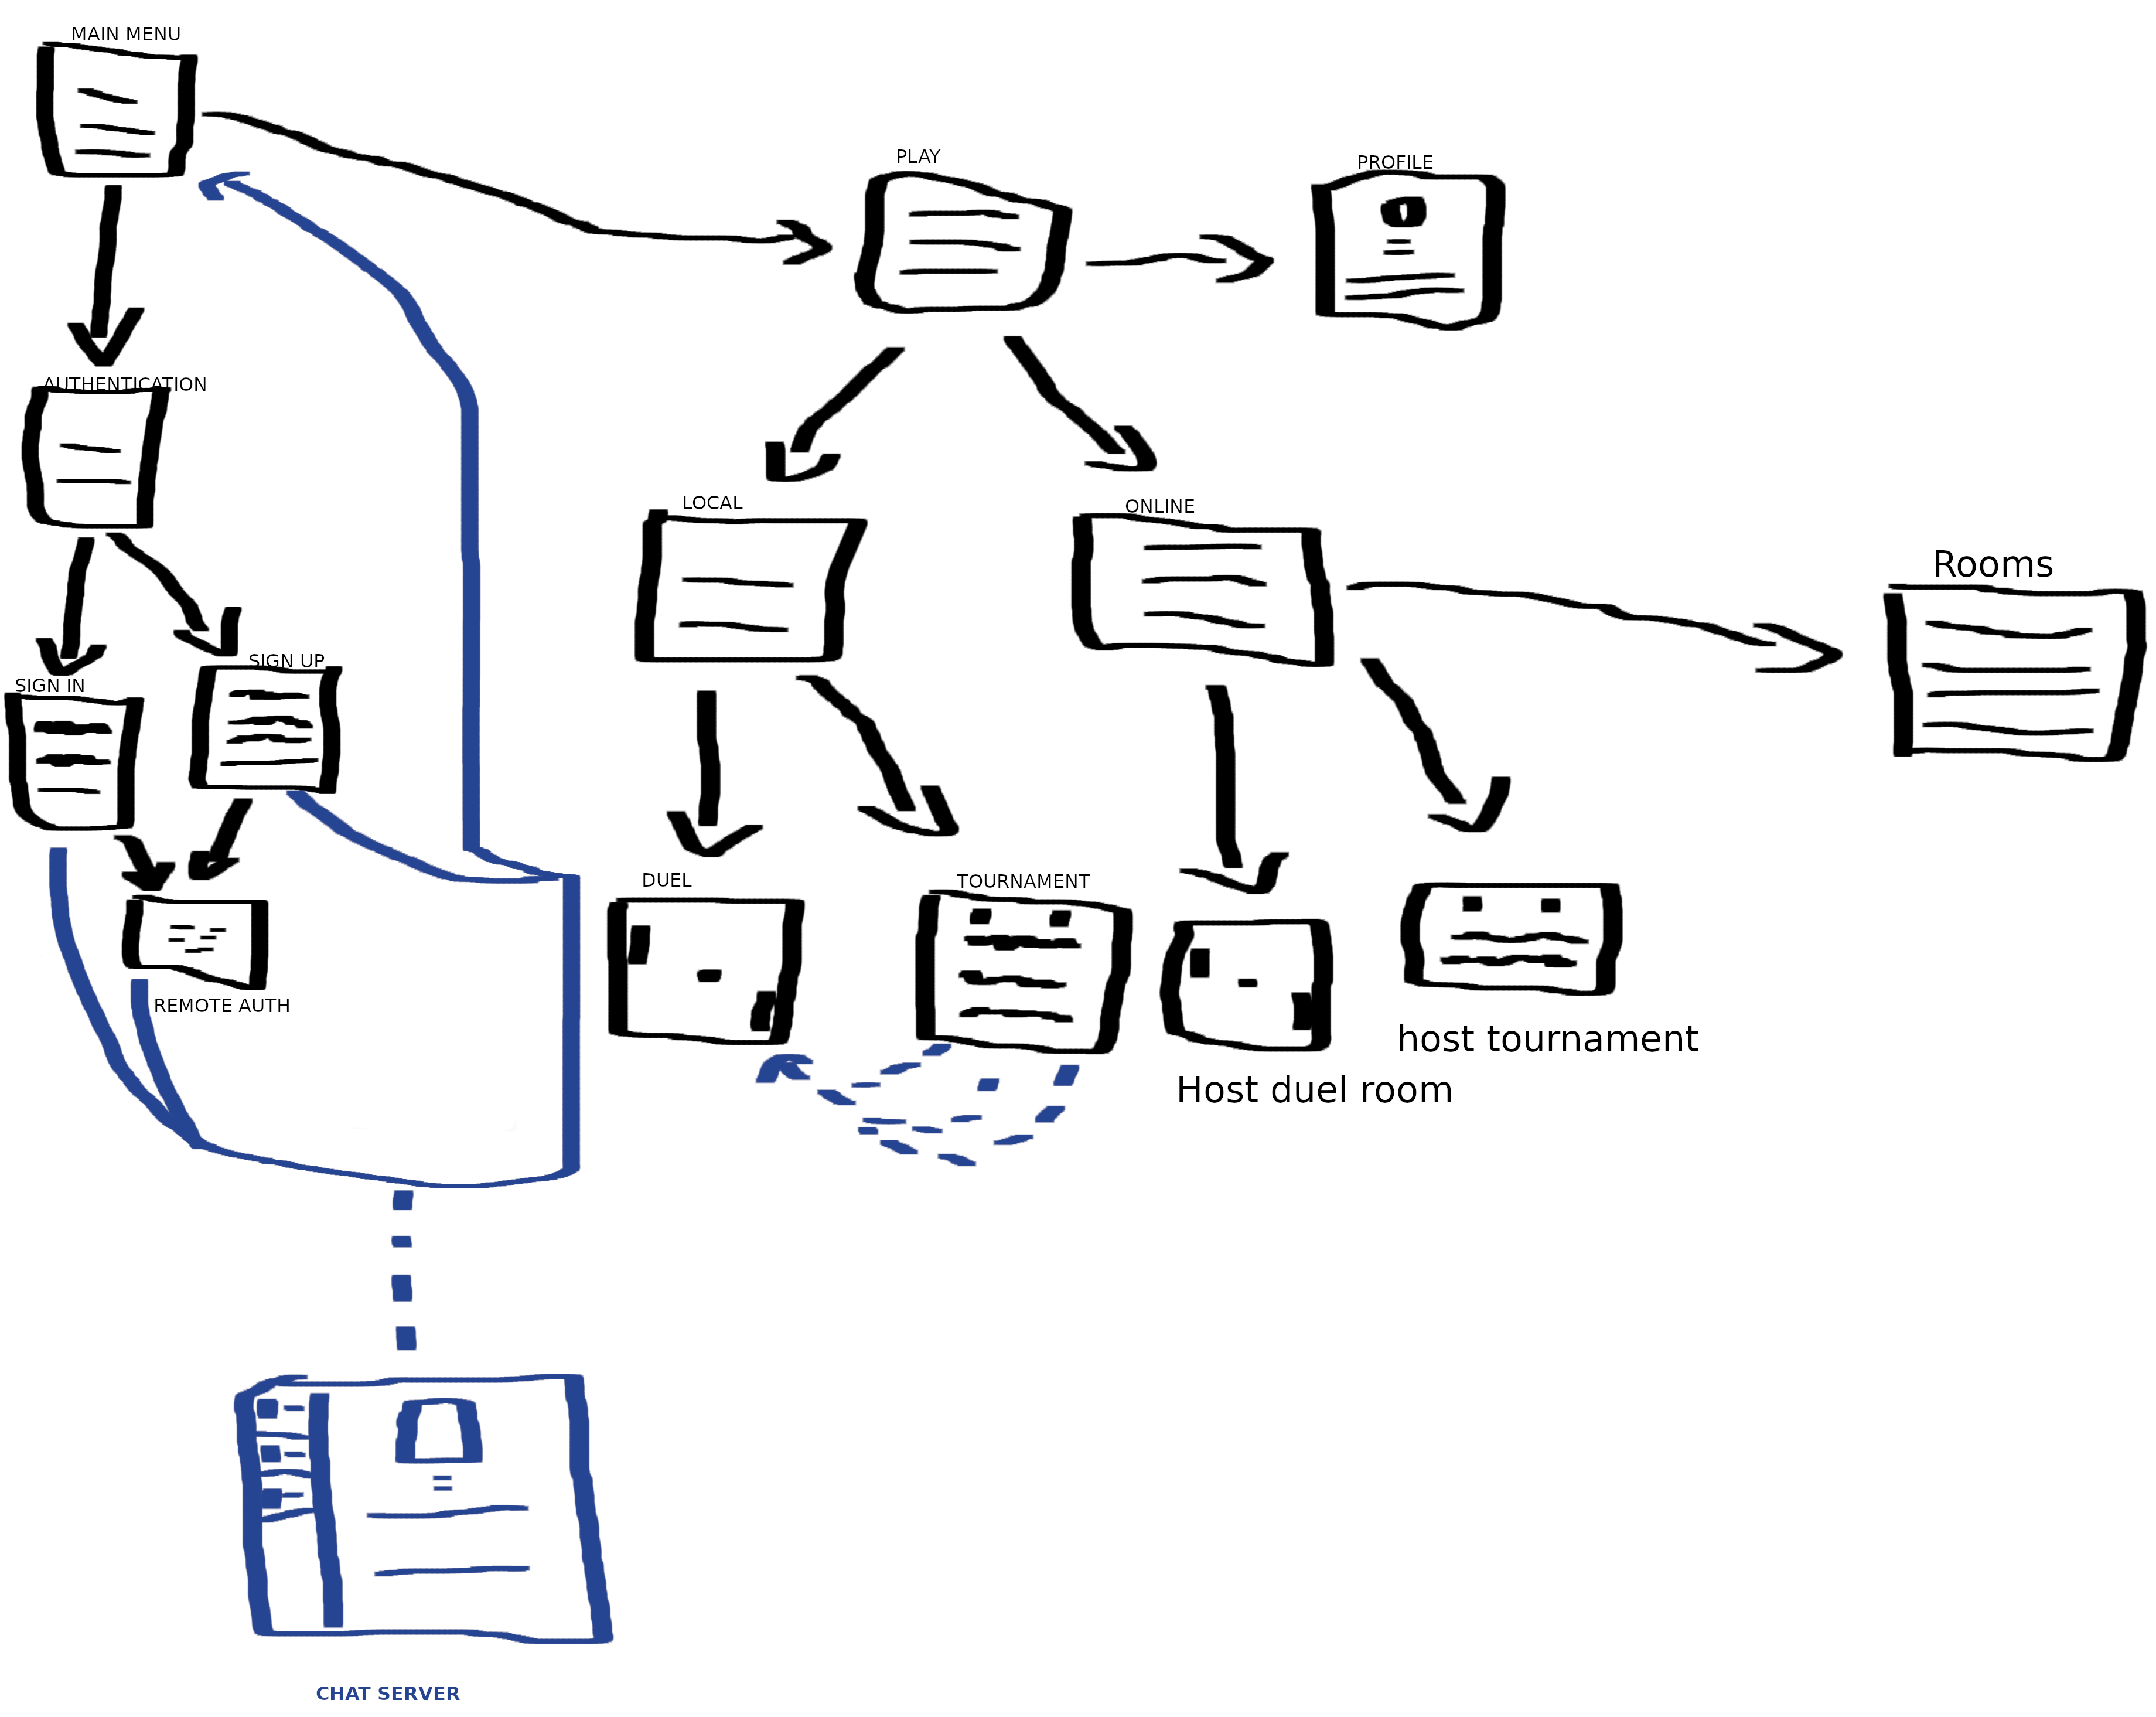 MAIN MENU
PLAY
PROFILE
AUTHENTICATION
LOCAL
ONLINE
Rooms
SIGN UP
SIGN IN
DUEL
TOURNAMENT
REMOTE AUTH
host tournament
Host duel room
CHAT SERVER